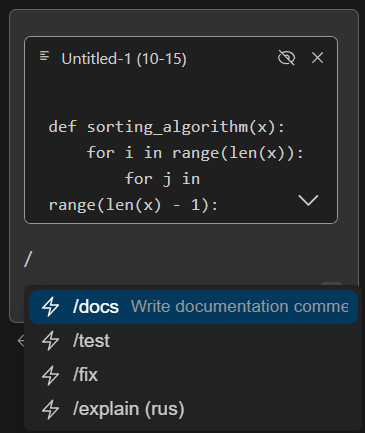 Untitled-1 (10-15)
def sorting_algorithm(x):
    for i in range(len(x)):
        for j in
range(len(x) - 1):
/
/docs Write documentation comme
/test
/fix
/explain (rus)